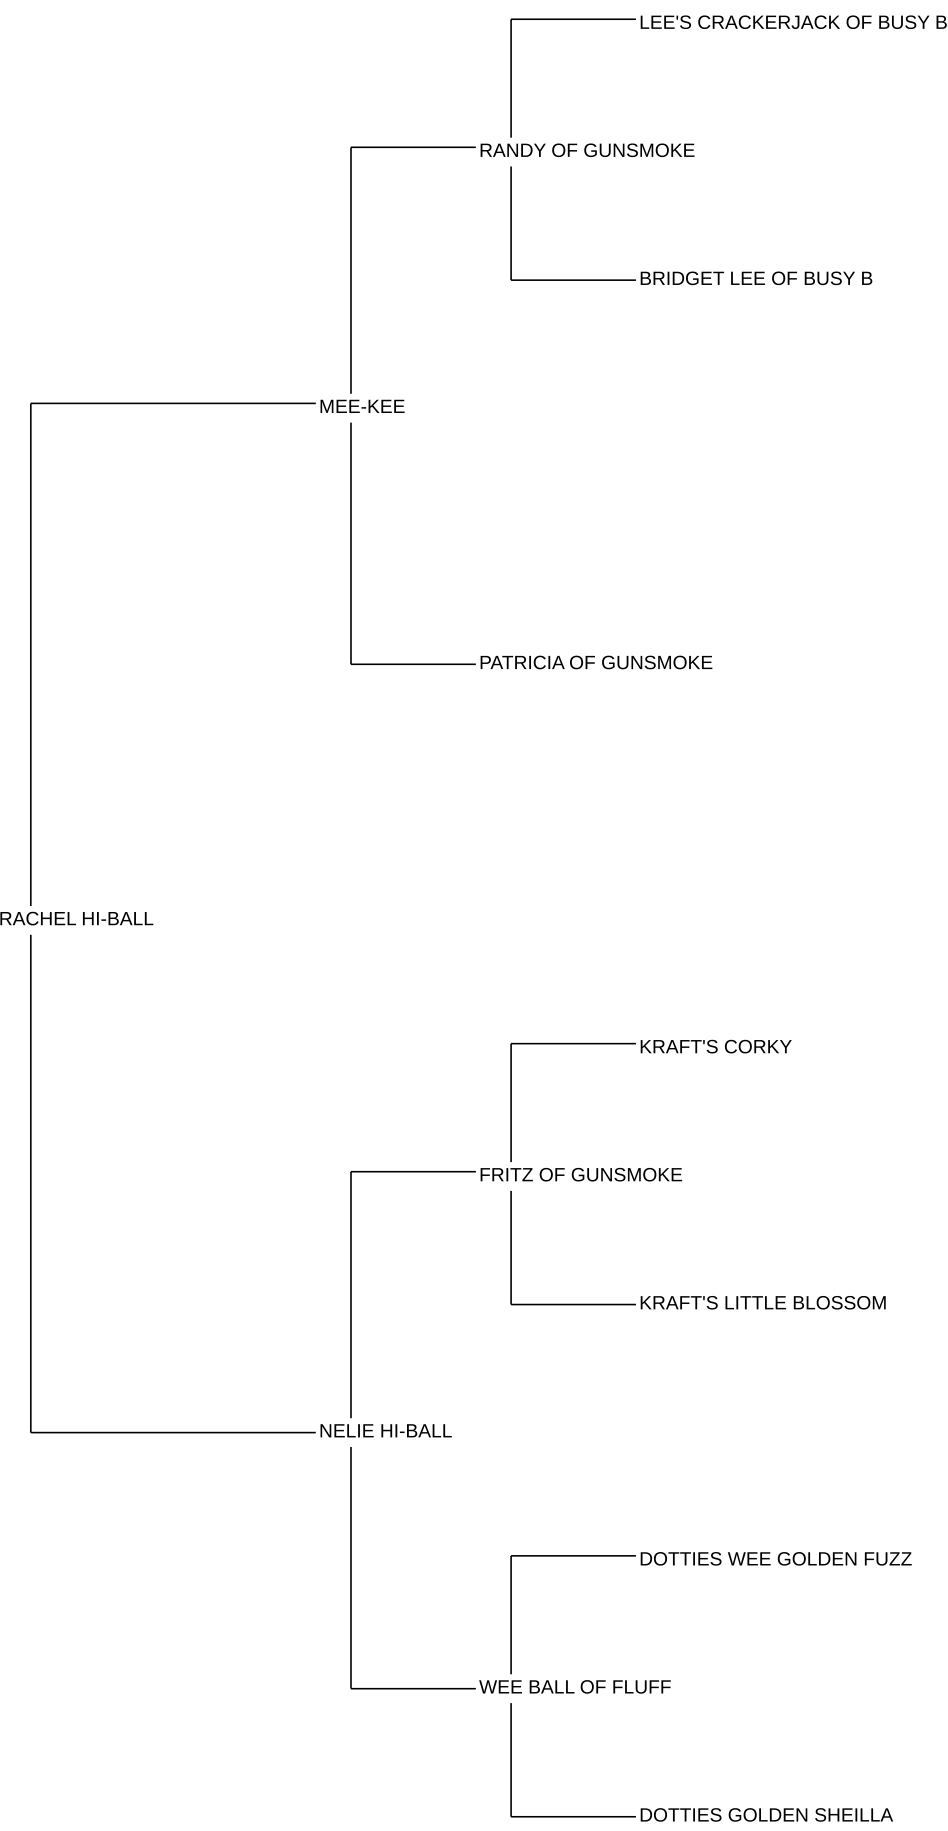 LEE'S CRACKERJACK OF BUSY B
RANDY OF GUNSMOKE
BRIDGET LEE OF BUSY B
MEE-KEE
PATRICIA OF GUNSMOKE
RACHEL HI-BALL
KRAFT'S CORKY
FRITZ OF GUNSMOKE
KRAFT'S LITTLE BLOSSOM
NELIE HI-BALL
DOTTIES WEE GOLDEN FUZZ
WEE BALL OF FLUFF
DOTTIES GOLDEN SHEILLA